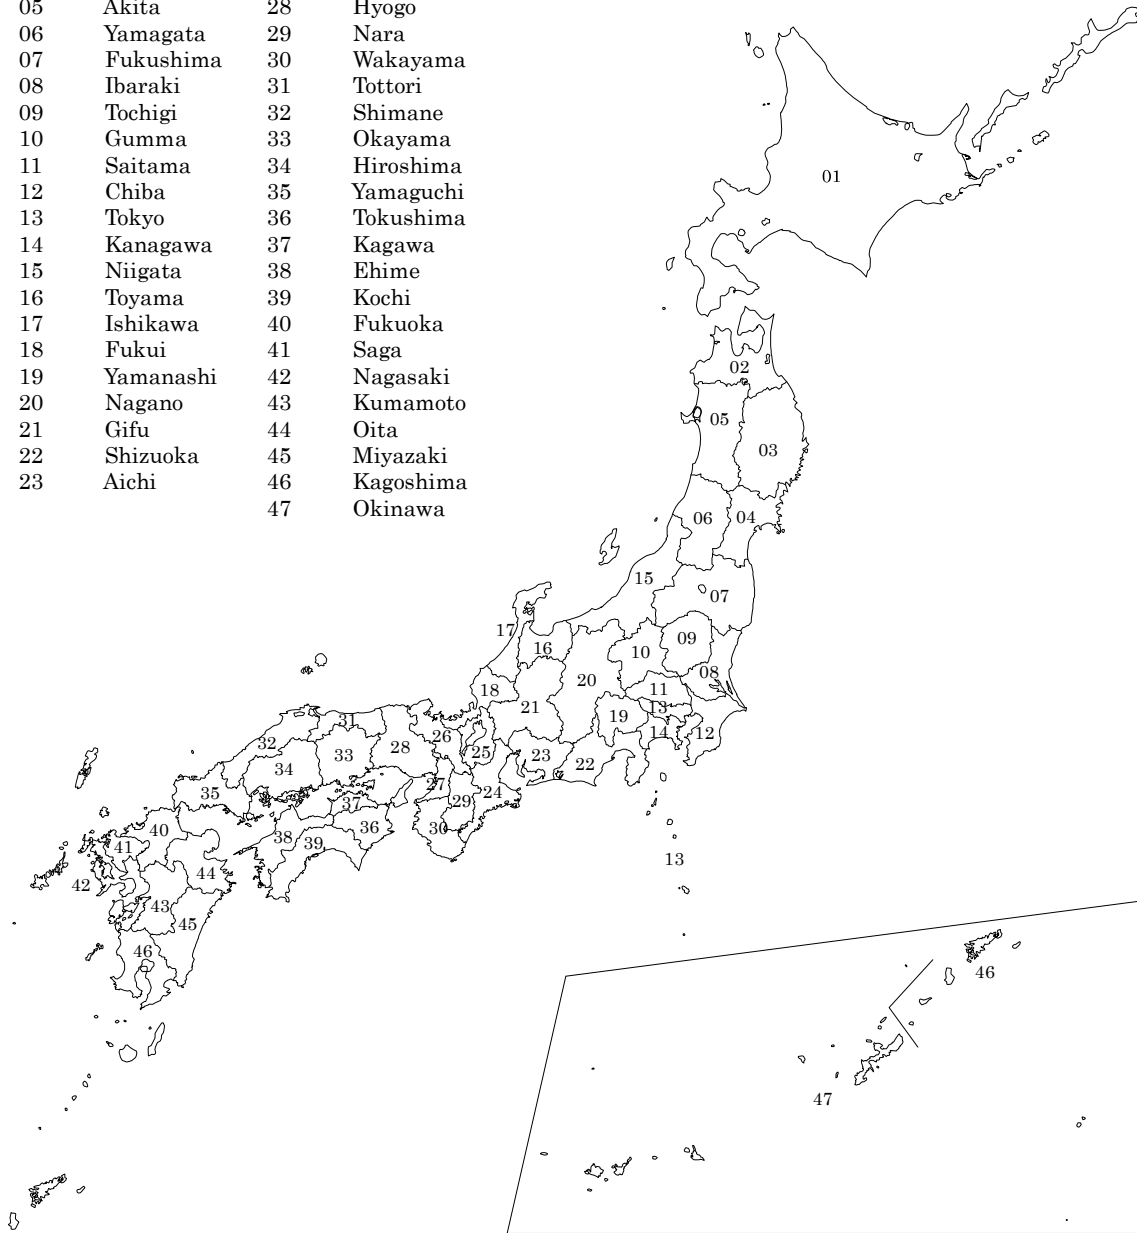 05 Akita 28 Hyogo
06 Yamagata 29 Nara
07 Fukushima 30 Wakayama
08 Ibaraki 31 Tottori
09 Tochigi 32 Shimane
10 Gumma 33 Okayama
11 Saitama 34 Hiroshima
12 Chiba 35 Yamaguchi
13 Tokyo 36 Tokushima
14 Kanagawa 37 Kagawa
15 Niigata 38 Ehime
16 Toyama 39 Kochi
17 Ishikawa 40 Fukuoka
18 Fukui 41 Saga
19 Yamanashi 42 Nagasaki
20 Nagano 43 Kumamoto
21 Gifu 44 Oita
22 Shizuoka 45 Miyazaki
23 Aichi 46 Kagoshima
47 Okinawa
01
02
05
03
06
04
15
07
17
09
16
10
08
20
18
11
21
13
19
31
14
12
26
32
28
25
33
23
22
34
27
24
35
29
37
40
36
30
38
39
41
13
44
42
43
45
46
46
47